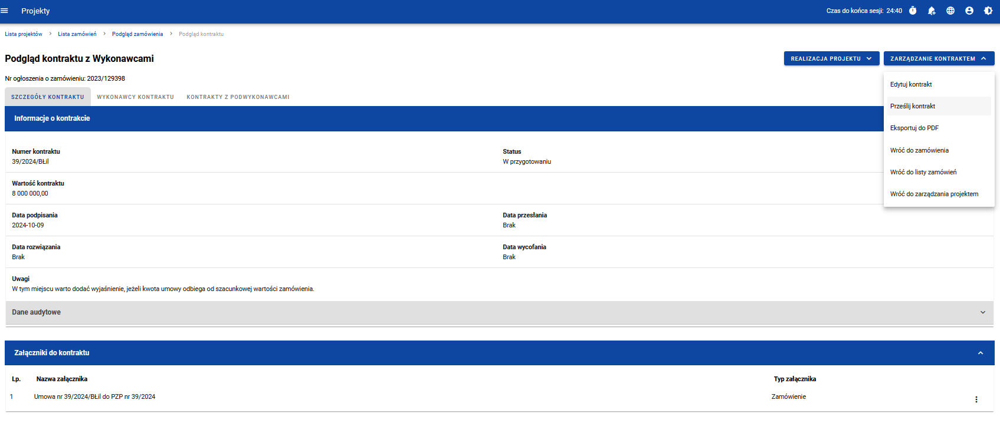 Projekty
Czas do końca sesji: 24:40
Lista projektów > Lista zamówień > Podgląd zamówienia > Podgląd kontraktu
Podgląd kontraktu z Wykonawcami
REALIZACJA PROJEKTU
ZARZĄDZANIE KONTRAKTEM
Edytuj kontrakt
Prześlij kontrakt
Eksportuj do PDF
Wróć do zamówienia
Wróć do listy zamówień
Wróć do zarządzania projektem
Nr ogłoszenia o zamówieniu: 2023/129398
SZCZEGÓŁY KONTRAKTU WYKONAWCY KONTRAKTU KONTRAKTY Z PODWYKONAWCAMI
Informacje o kontrakcie
Numer kontraktu
39/2024/BŁil
Status
W przygotowaniu
Wartość kontraktu
8 000 000,00
Data podpisania
2024-10-09
Data przesłania
Brak
Data rozwiązania
Brak
Data wycofania
Brak
Uwagi
W tym miejscu warto dodać wyjaśnienie, jeżeli kwota umowy odbiega od szacunkowej wartości zamówienia.
Dane audytowe
Załączniki do kontraktu
Lp. Nazwa załącznika Typ załącznika
1 Umowa nr 39/2024/BŁil do PZP nr 39/2024 Zamówienie